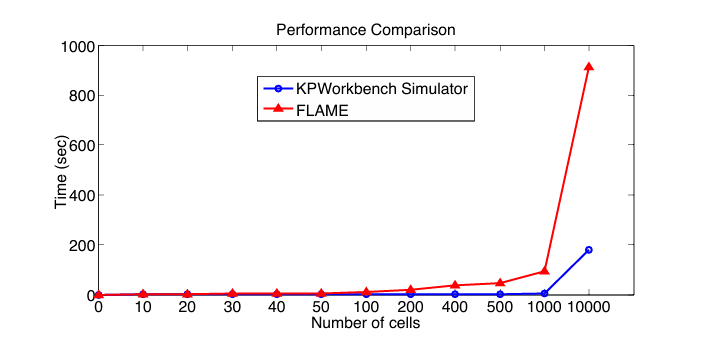 Performance Comparison
1000
800
600
400
200
0
Time (sec)
KPWorkbench Simulator
FLAME
0 10 20 30 40 50 100 200 400 500 1000 10000
Number of cells